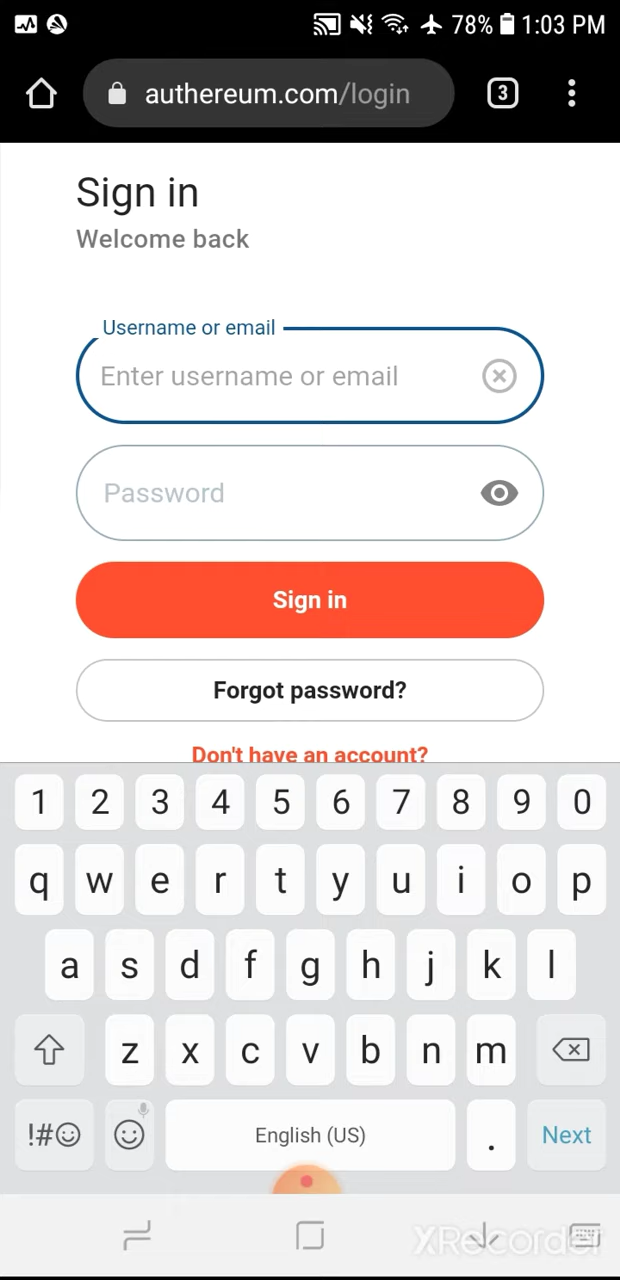 78% 1:03 PM
authereum.com/login
3
Sign in
Welcome back
Username or email
Enter username or email
Password
Sign in
Forgot password?
Don't have an account?
1 2 3 4 5 6 7 8 9 0
q w e r t y u i o p
a s d f g h j k l
z x c v b n m
!#☺ English (US) . Next
XRecorder